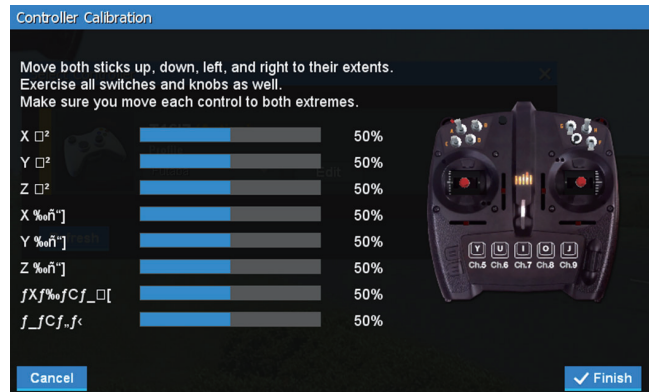 Controller Calibration
Move both sticks up, down, left, and right to their extents.
Exercise all switches and knobs as well.
Make sure you move each control to both extremes.
X □² 50%
Y □² 50%
Z □² 50%
X ‰ñ“] 50%
Y ‰ñ“] 50%
Z ‰ñ“] 50%
ƒXƒ‰ƒCƒ_□[ 50%
ƒ_ƒCƒ„ƒ‹ 50%
Edit
Y U I O J
Ch.5 Ch.6 Ch.7 Ch.8 Ch.9
Cancel
Finish